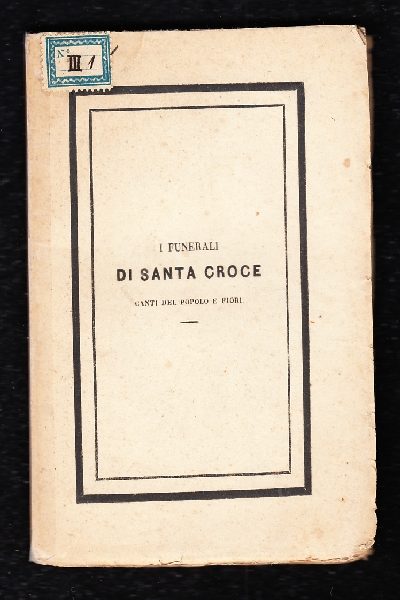 N.º III 1
I FUNERALI
DI SANTA CROCE
CANTI DEL POPOLO E FIORI